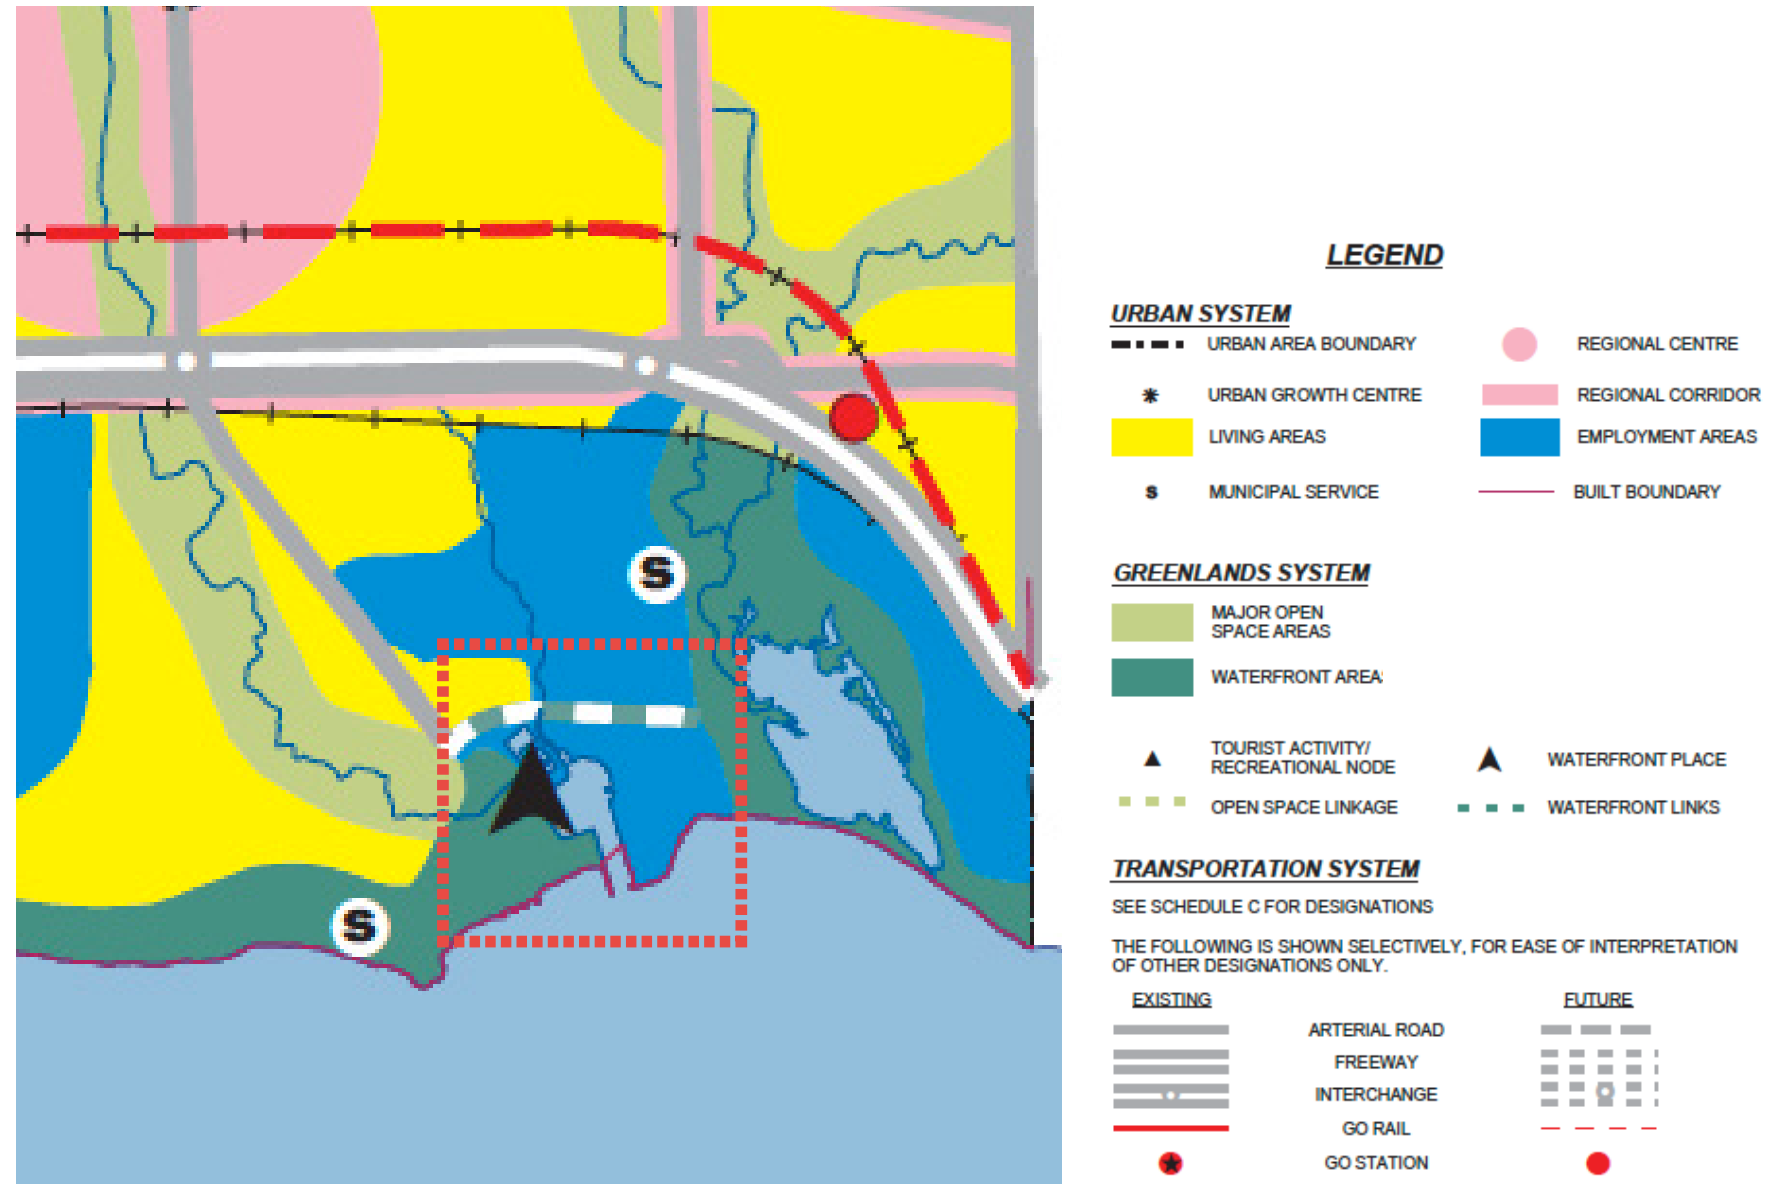 S
S
LEGEND
URBAN SYSTEM
URBAN AREA BOUNDARY
REGIONAL CENTRE
URBAN GROWTH CENTRE
REGIONAL CORRIDOR
LIVING AREAS
EMPLOYMENT AREAS
S
MUNICIPAL SERVICE
BUILT BOUNDARY
GREENLANDS SYSTEM
MAJOR OPEN
SPACE AREAS
WATERFRONT AREA
TOURIST ACTIVITY/
RECREATIONAL NODE
WATERFRONT PLACE
OPEN SPACE LINKAGE
WATERFRONT LINKS
TRANSPORTATION SYSTEM
SEE SCHEDULE C FOR DESIGNATIONS
THE FOLLOWING IS SHOWN SELECTIVELY, FOR EASE OF INTERPRETATION
OF OTHER DESIGNATIONS ONLY.
EXISTING
FUTURE
ARTERIAL ROAD
FREEWAY
INTERCHANGE
GO RAIL
GO STATION